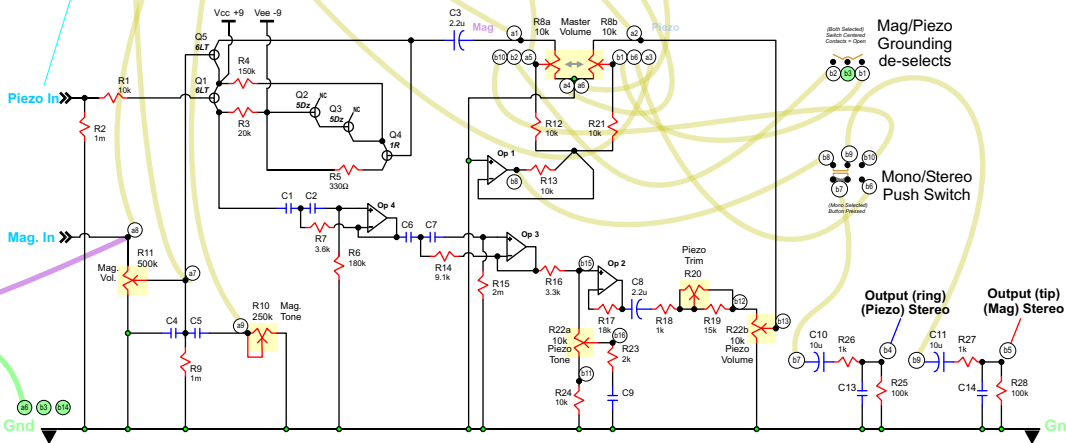 Vcc +9 Vee -9
C3
2.2u
Mag
a1
R8a
10k
Master
Volume
R8b
10k
a2
Piezo
(Both Selected)
Switch Centered
Contacts = Open
Mag/Piezo
Grounding
de-selects
b2 b3 b1
Q5
6LT
R4
150k
Q1
6LT
R3
20k
Q2
5Dz
NC
Q3
5Dz
NC
Q4
1R
R5
330Ω
b10 b2 a5
b1 b6 a3
a4 a6
R1
10k
Piezo In
R2
1m
R12
10k
R21
10k
Op 1
b8
R13
10k
b8 b9 b10
b7 b6
Mono/Stereo
Push Switch
(Mono Selected)
Button Pressed
C1 C2
Op 4
R7
3.6k
R6
180k
C6 C7
Op 3
R14
9.1k
R15
2m
R16
3.3k
b15
Op 2
C8
2.2u
R17
18k
R18
1k
Piezo
Trim
R20
R19
15k
b12
R22b
10k
Piezo
Volume
b13
Mag. In
a8
R11
500k
Mag.
Vol.
a7
C4 C5
a9
R10
250k
Mag.
Tone
R9
1m
R22a
10k
Piezo
Tone
b16
R23
2k
b11
R24
10k
C9
Output (ring)
(Piezo) Stereo
Output (tip)
(Mag) Stereo
b7
C10
10u
R26
1k
b4
C13
R25
100k
b9
C11
10u
R27
1k
b5
C14
R28
100k
a6 b3 b14
Gnd
Gn